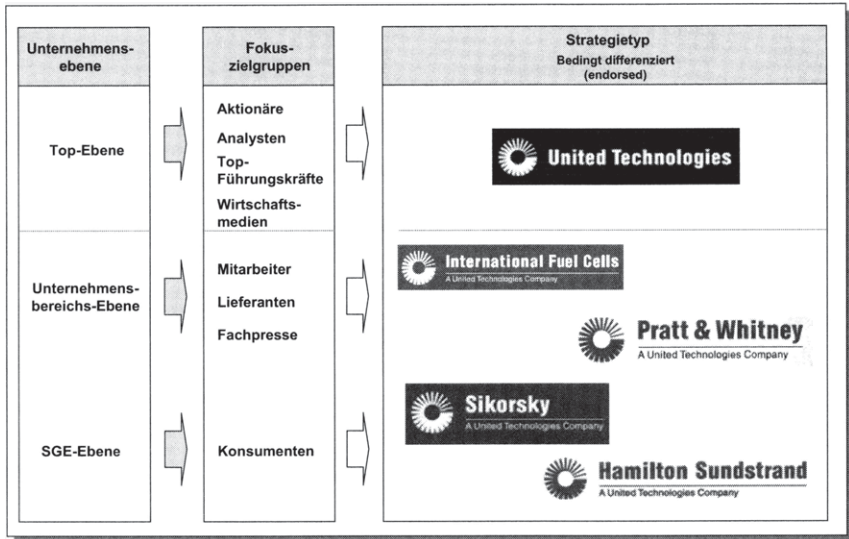 Unternehmens-
ebene
Fokus-
zielgruppen
Strategietyp
Bedingt differenziert
(endorsed)
Top-Ebene
Aktionäre
Analysten
Top-
Führungskräfte
Wirtschafts-
medien
United Technologies
Unternehmens-
bereichs-Ebene
Mitarbeiter
Lieferanten
Fachpresse
International Fuel Cells
A United Technologies Company
Pratt & Whitney
A United Technologies Company
SGE-Ebene
Konsumenten
Sikorsky
A United Technologies Company
Hamilton Sundstrand
A United Technologies Company